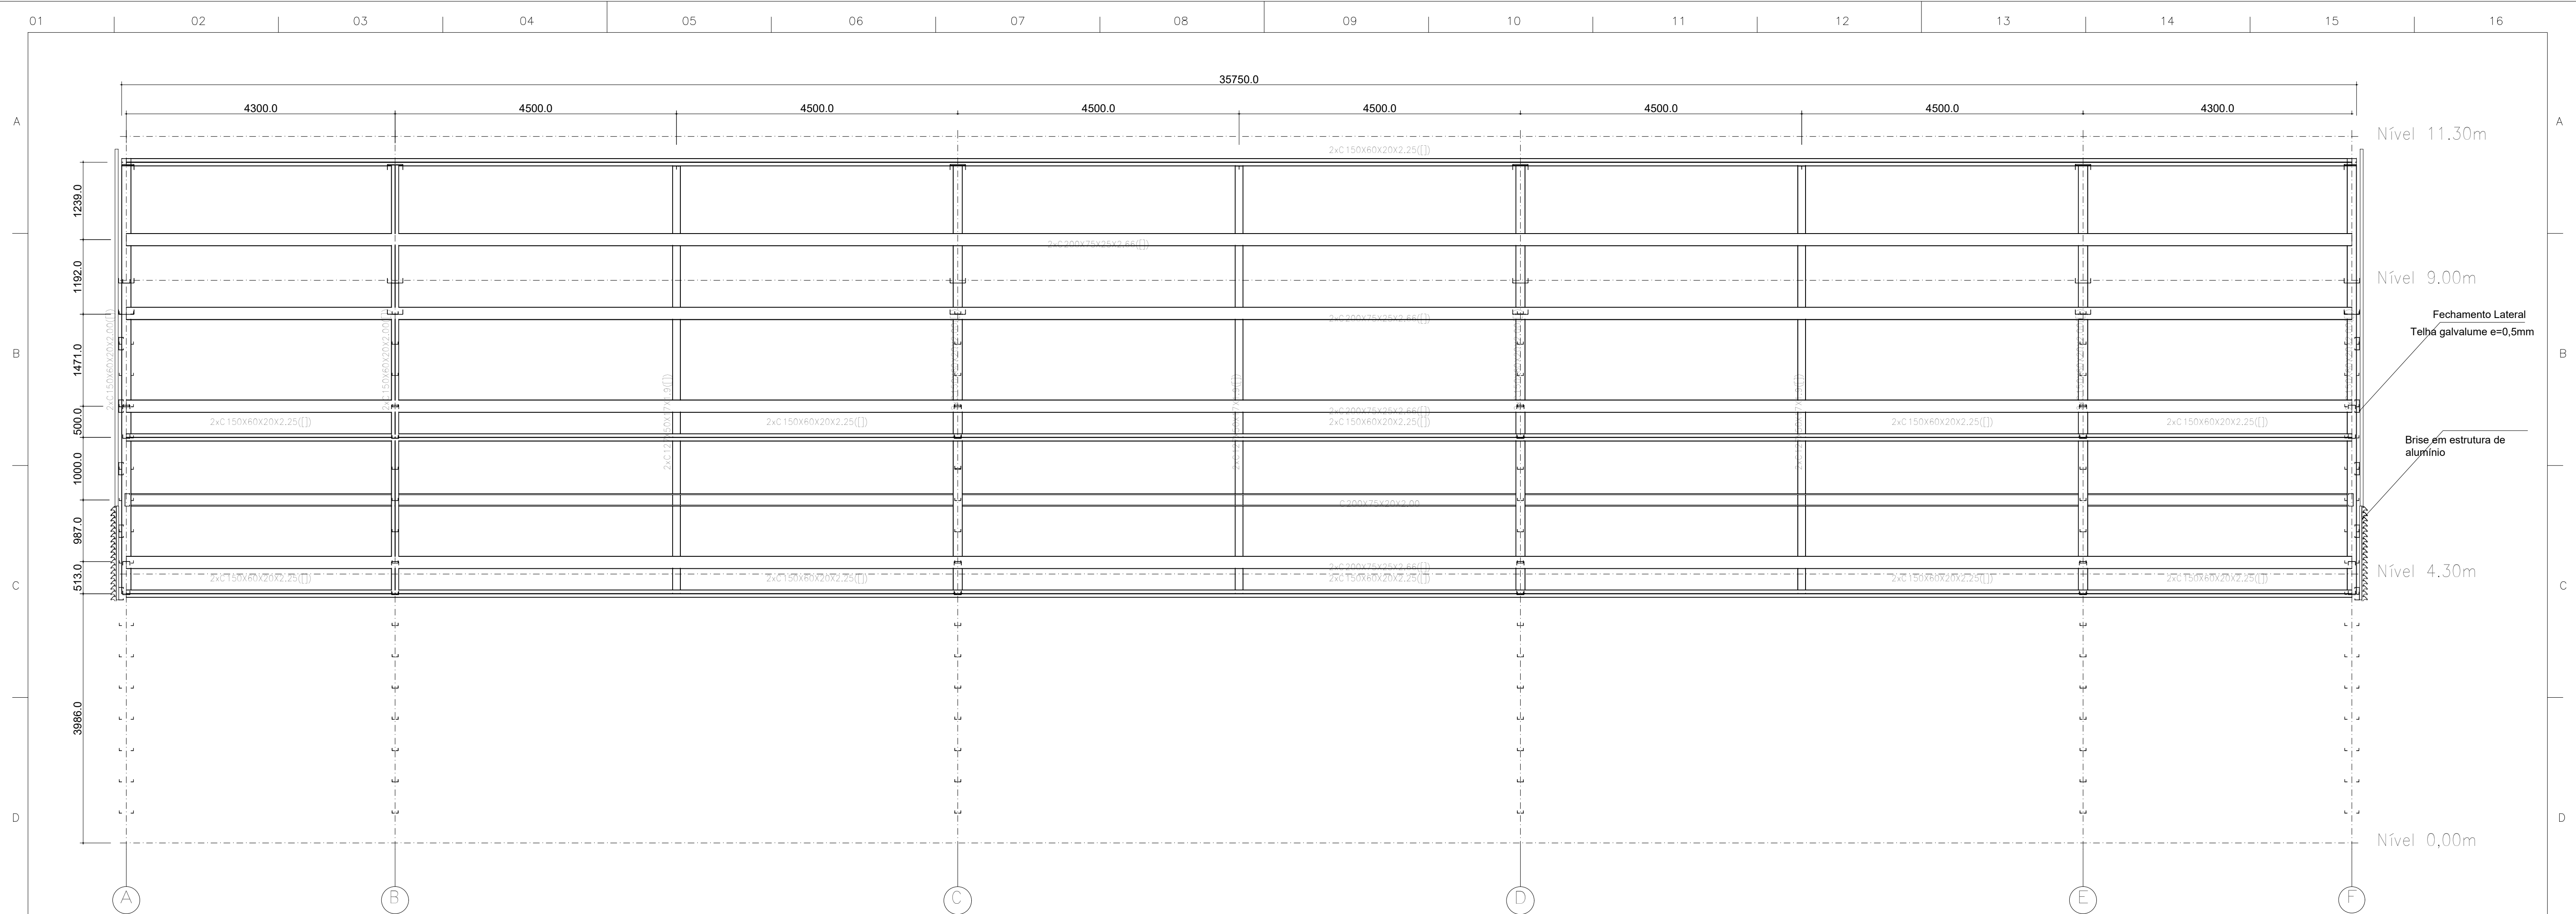 01 02 03 04 05 06 07 08 09 10 11 12 13 14 15 16
35750.0
4300.0 4500.0 4500.0 4500.0 4500.0 4500.0 4500.0 4300.0
A A
Nível 11.30m
2xC150X60X20X2.25([])
1239.0
2xC200X75X25X2.66([])
1192.0
Nível 9.00m
Fechamento Lateral
Telha galvalume e=0,5mm
2xC200X75X25X2.66([])
2xC150X60X20X2.00([])
2xC150X60X20X2.00([])
B B
1471.0
2xC200X75X25X2.66([])
500.0
2xC150X60X20X2.25([]) 2xC150X60X20X2.25([]) 2xC150X60X20X2.25([]) 2xC150X60X20X2.25([]) 2xC150X60X20X2.25([])
Brise em estrutura de
alumínio
1000.0
C200X75X20X2.00
987.0
2xC200X75X25X2.66([])
Nível 4.30m
513.0
2xC150X60X20X2.25([]) 2xC150X60X20X2.25([]) 2xC150X60X20X2.25([]) 2xC150X60X20X2.25([]) 2xC150X60X20X2.25([])
C C
3986.0
D D
Nível 0,00m
A B C D E F